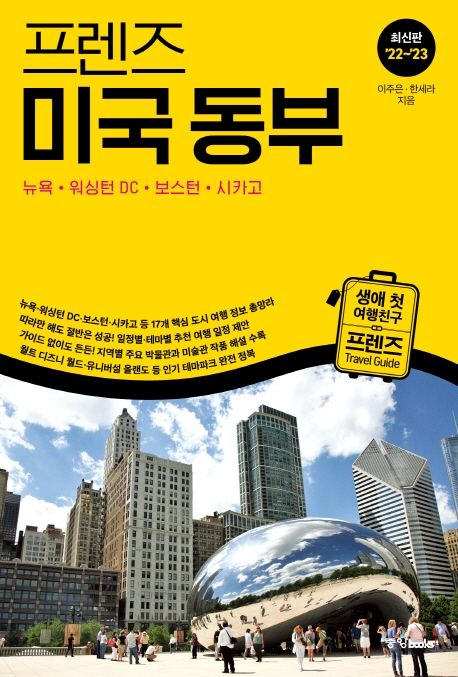 프렌즈
미국 동부
뉴욕 • 워싱턴 DC • 보스턴 • 시카고
최신판
'22~'23
이주은 · 한세라
지음
뉴욕·워싱턴 DC·보스턴·시카고 등 17개 핵심 도시 여행 정보 총망라
따라만 해도 절반은 성공! 일정별·테마별 추천 여행 일정 제안
가이드 없이도 든든! 지역별 주요 박물관과 미술관 작품 해설 수록
월트 디즈니 월드·유니버설 올랜도 등 인기 테마파크 완전 정복
생애 첫
여행친구
프렌즈
Travel Guide
중앙books